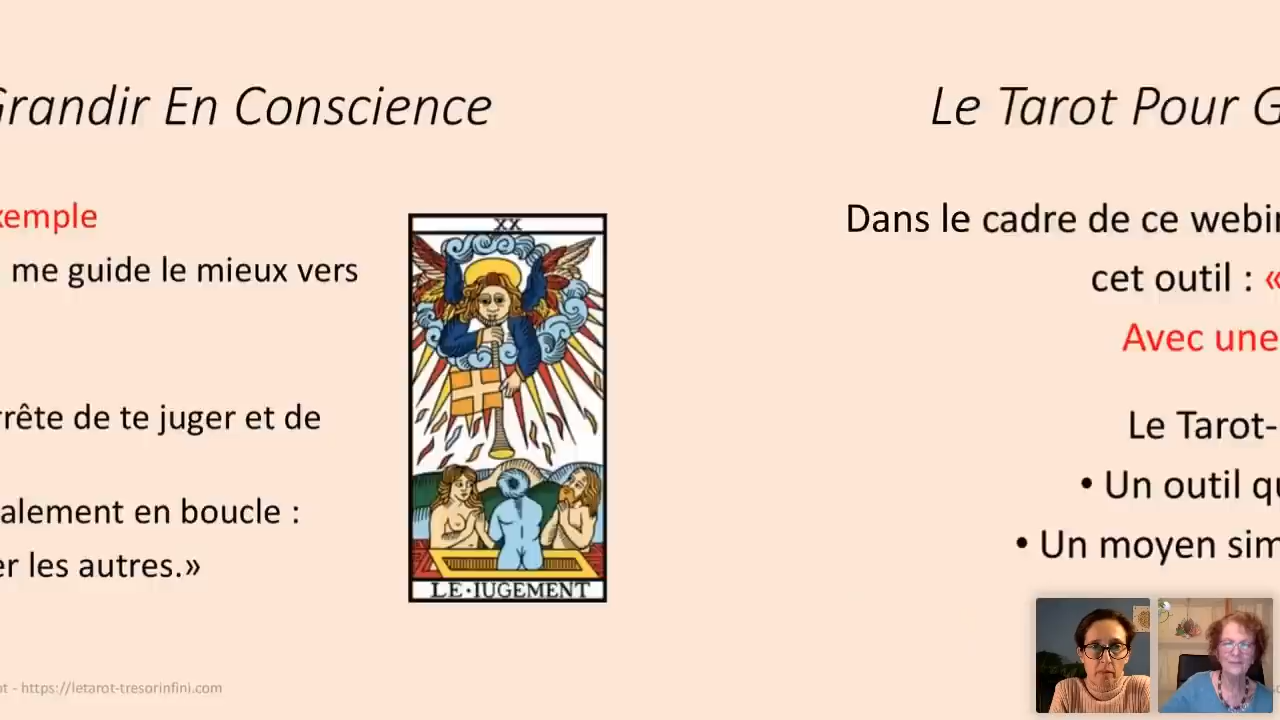 Grandir En Conscience
xemple
me guide le mieux vers
rrête de te juger et de
alement en boucle :
er les autres.»
XX
LE·IUGEMENT
ot - https://letarot-tresorinfini.com
Le Tarot Pour G
Dans le cadre de ce webin
cet outil : «
Avec une
Le Tarot-
• Un outil qu
• Un moyen sim